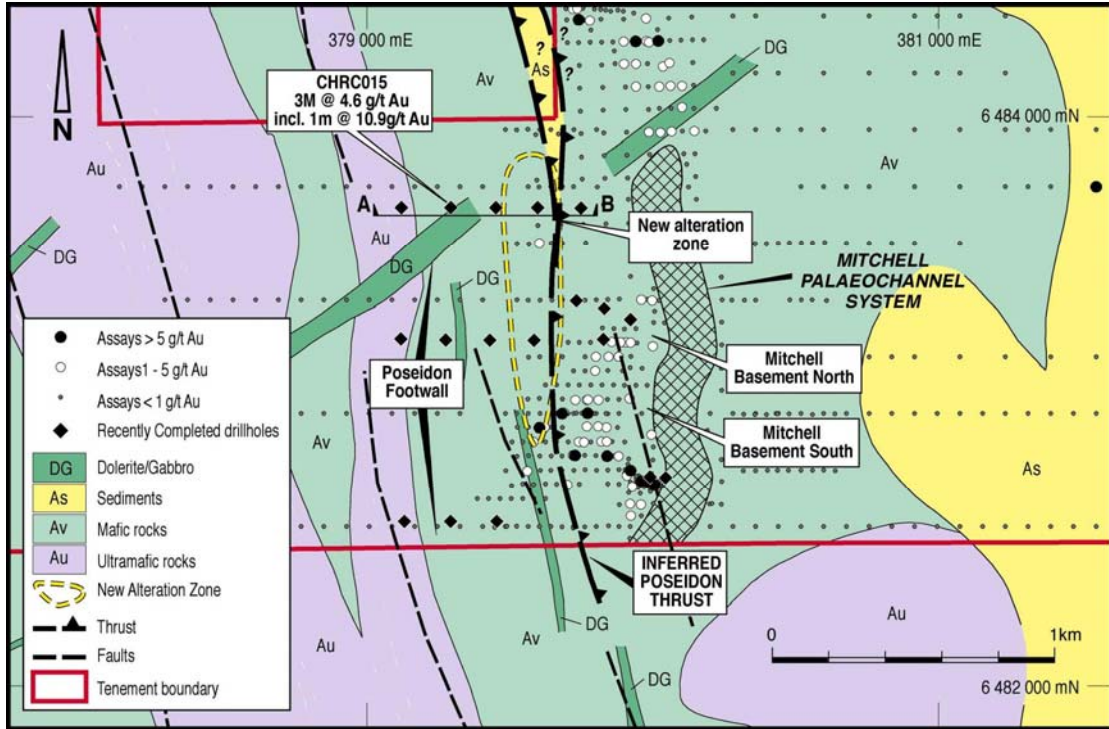 379 000 mE
381 000 mE
DG
?
?
?
As
Av
CHRC015
3M @ 4.6 g/t Au
incl. 1m @ 10.9g/t Au
N
6 484 000 mN
Au
Av
A
B
Au
New alteration
zone
DG
DG
DG
MITCHELL
PALAEOCHANNEL
SYSTEM
Poseidon
Footwall
Mitchell
Basement North
Mitchell
Basement South
Av
As
Assays > 5 g/t Au
Assays1 - 5 g/t Au
Assays < 1 g/t Au
Recently Completed drillholes
DG Dolerite/Gabbro
As Sediments
Av Mafic rocks
Au Ultramafic rocks
New Alteration Zone
Thrust
Faults
Tenement boundary
INFERRED
POSEIDON
THRUST
Au
Av
DG
Au
DG
0
1km
6 482 000 mN